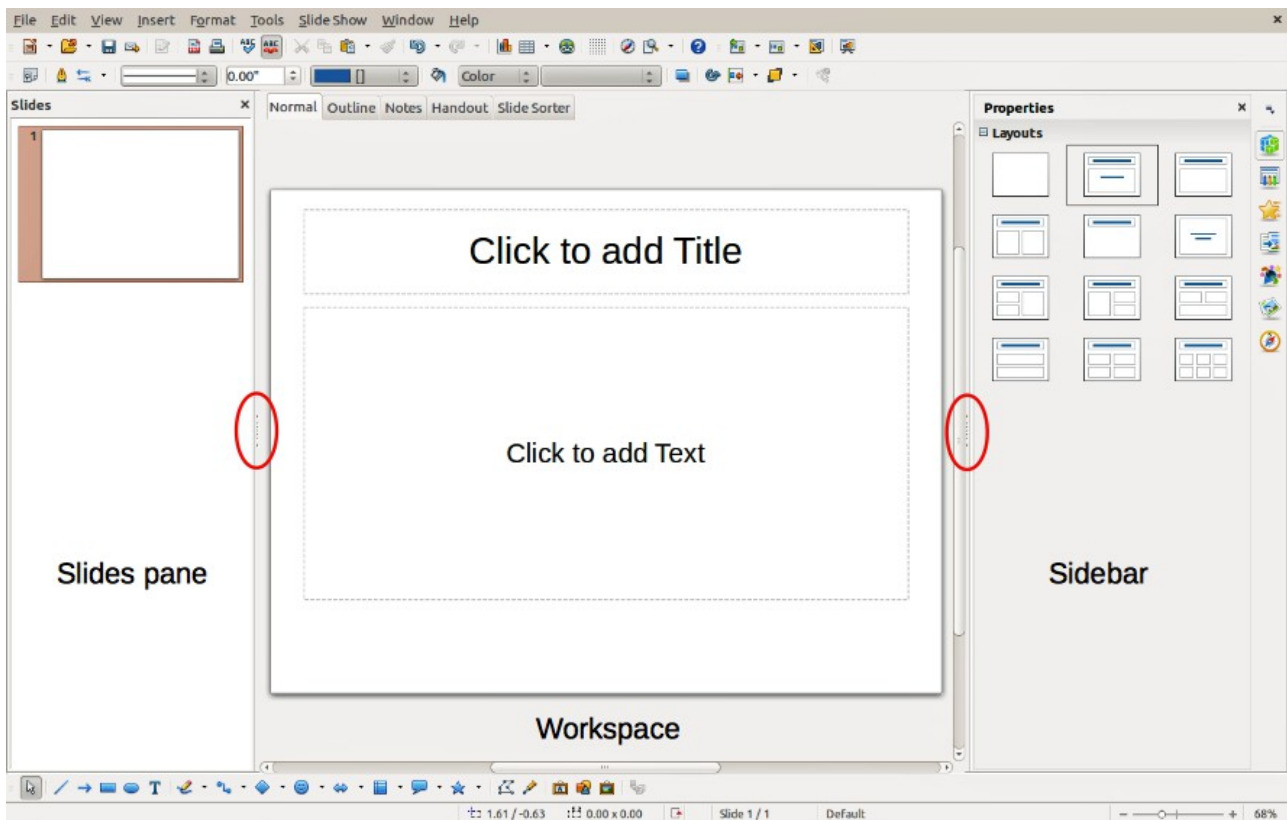 File Edit View Insert Format Tools Slide Show Window Help
0.00" Color
Slides
Normal Outline Notes Handout Slide Sorter
Properties
Layouts
1
Click to add Title
Click to add Text
Slides pane
Sidebar
Workspace
1.61 / -0.63 0.00 x 0.00 Slide 1 / 1 Default 68%